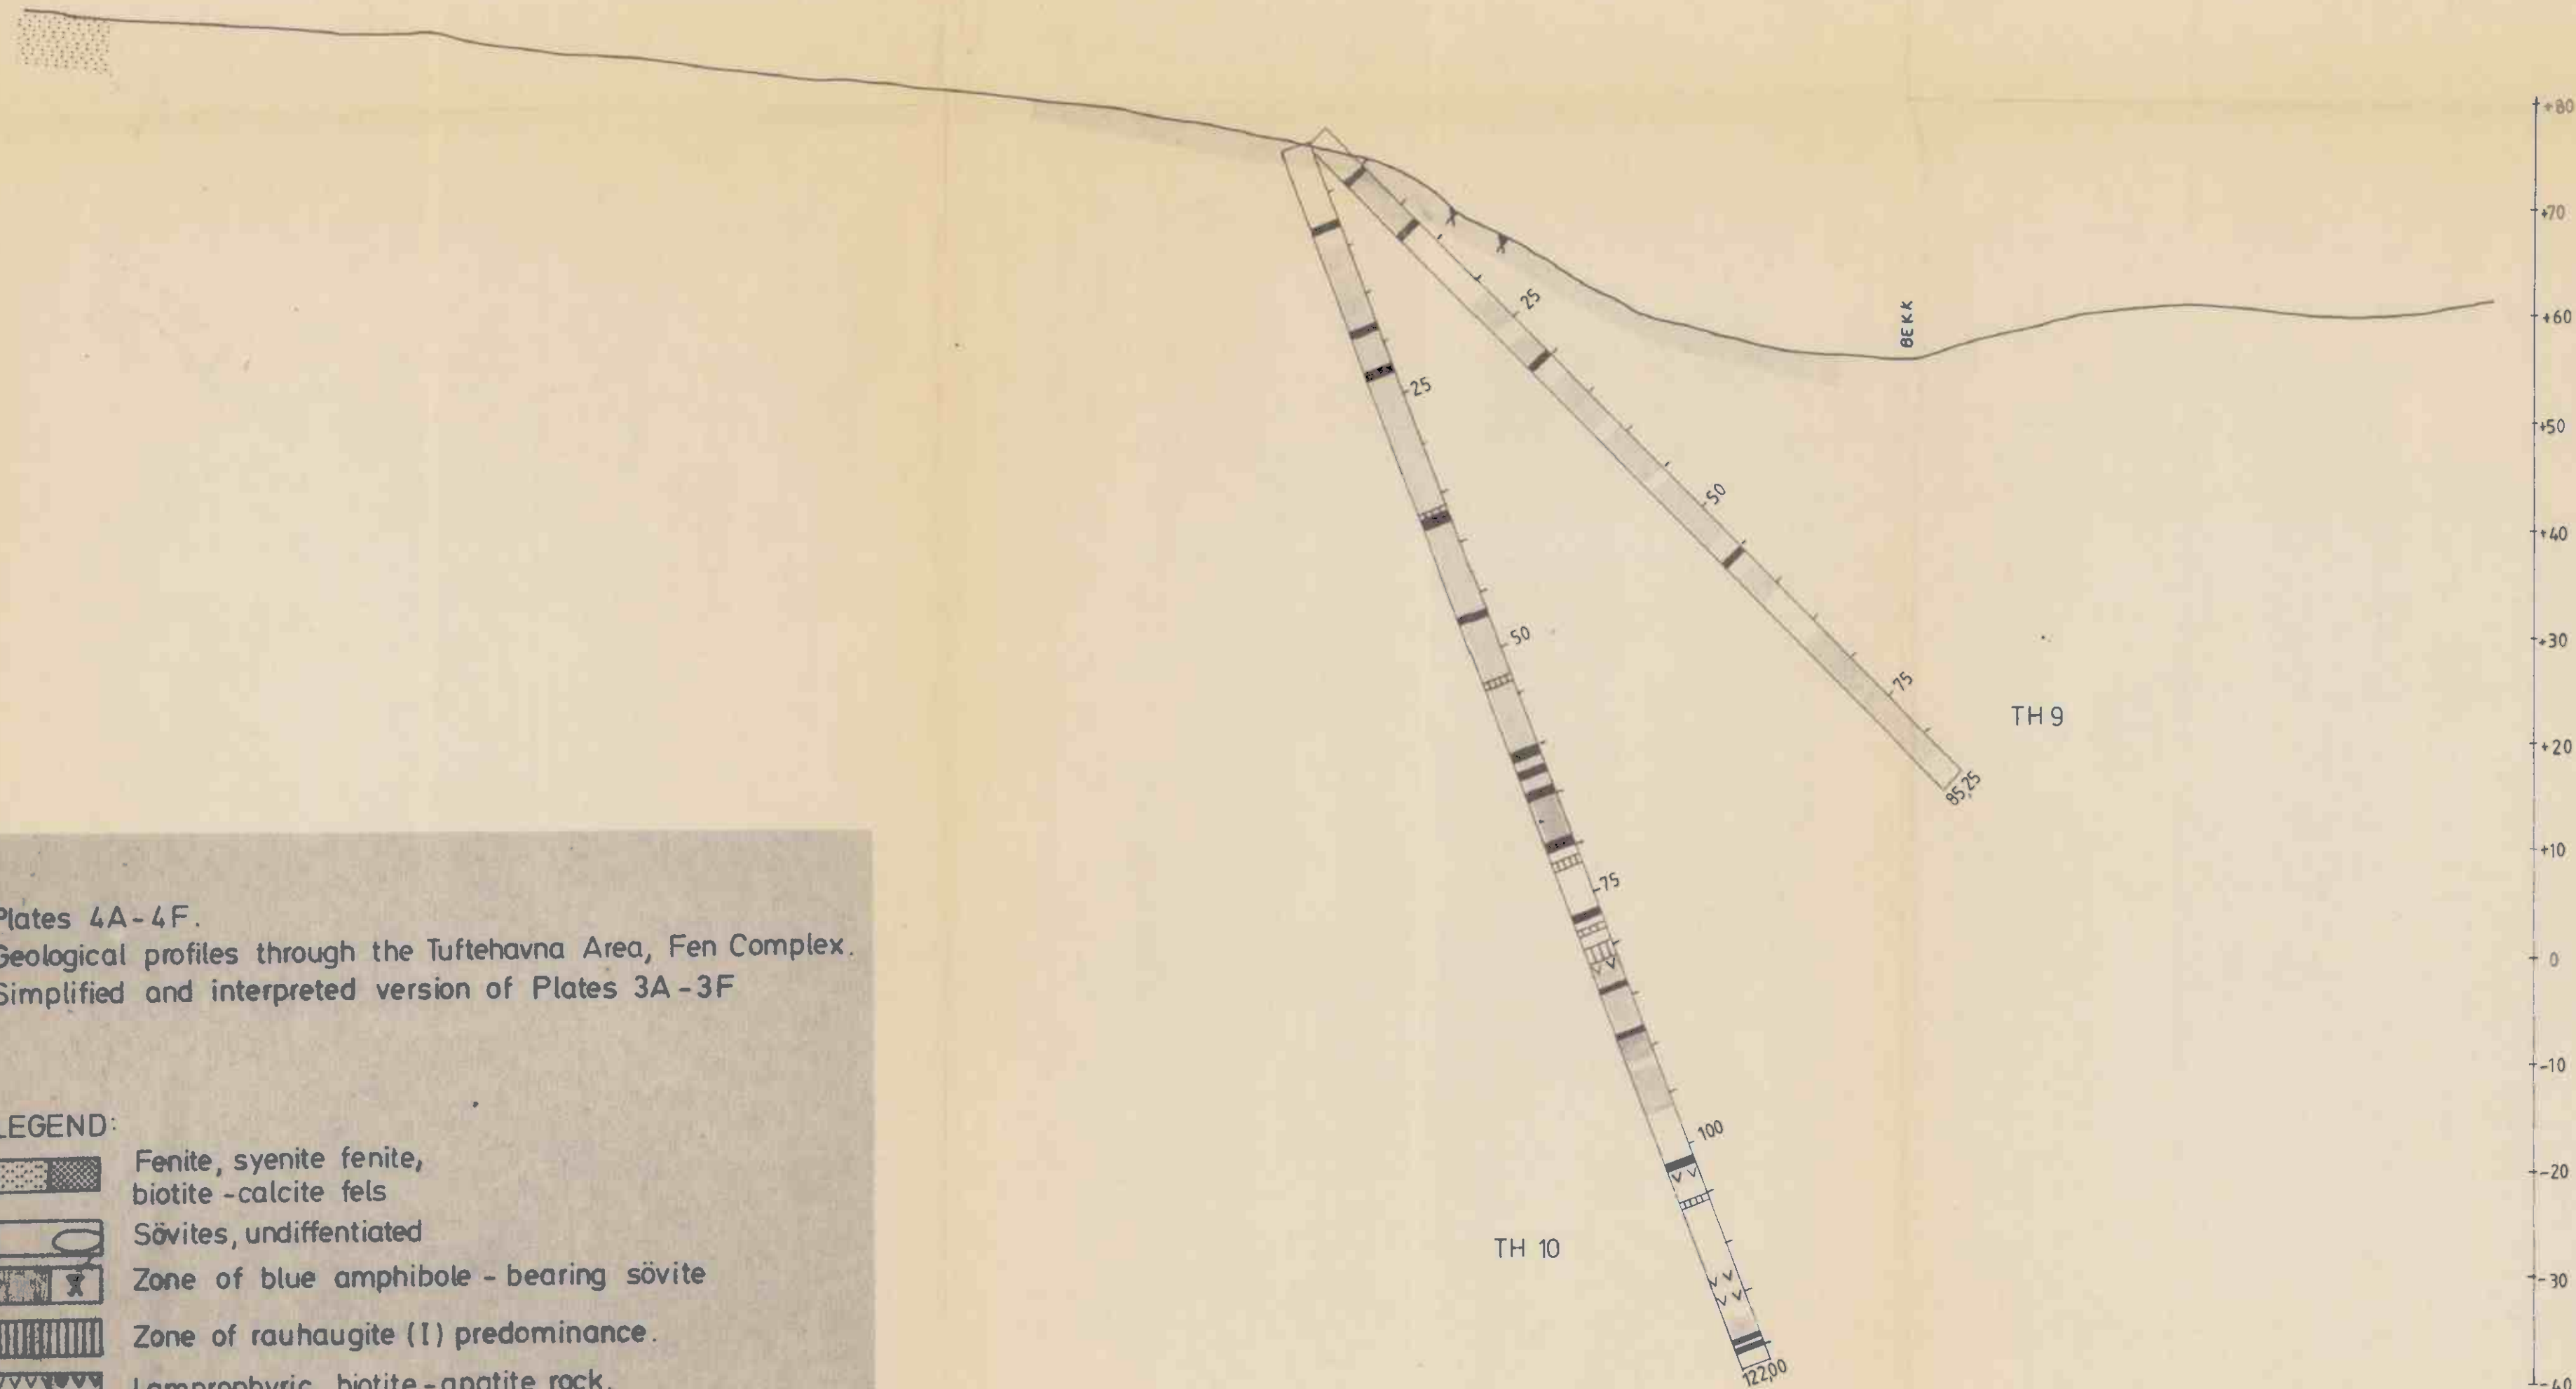 +80
+70
+60
+50
+40
+30
+20
+10
0
-10
-20
-30
-40
BEKK
25
50
75
85,25
TH 9
25
50
75
100
122,00
TH 10
Plates 4A-4F.
Geological profiles through the Tuftehavna Area, Fen Complex.
Simplified and interpreted version of Plates 3A-3F
LEGEND:
Fenite, syenite fenite,
biotite-calcite fels
Sövites, undiffentiated
Zone of blue amphibole-bearing sövite
Zone of rauhaugite (I) predominance.
Lamprophyric biotite-apatite rock.